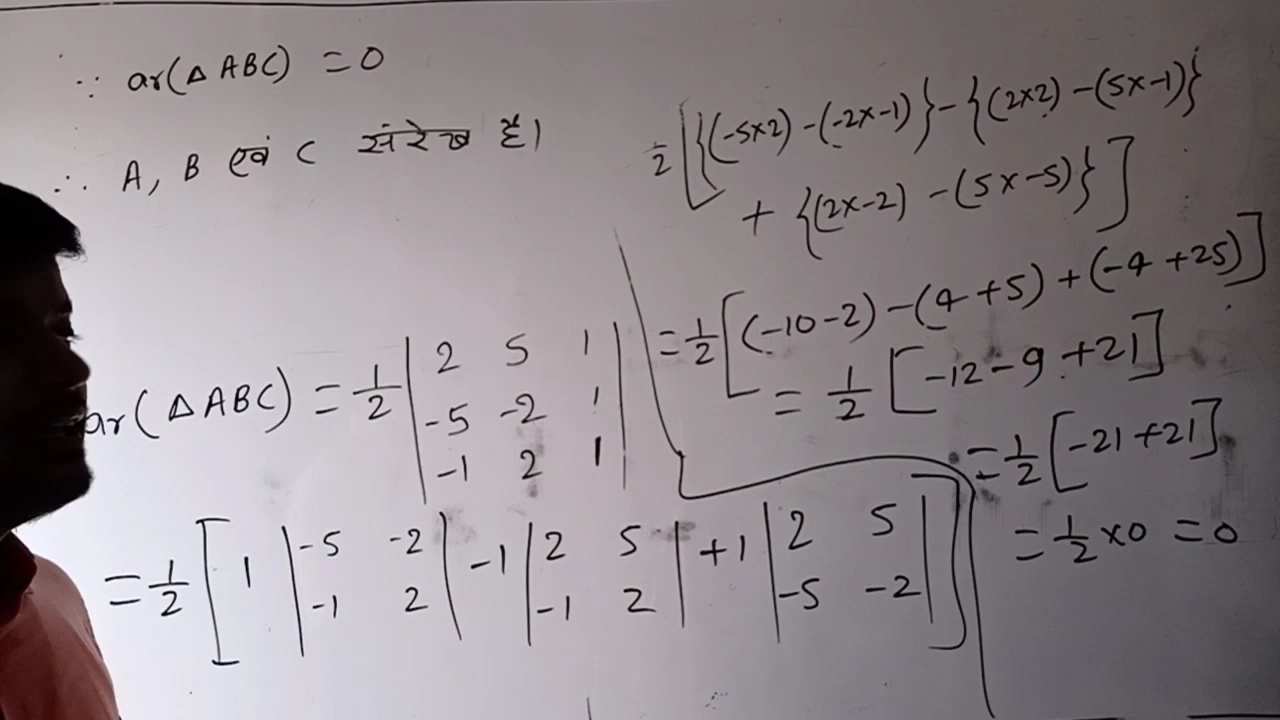 ∵ ar(△ABC) = 0
∴ A, B एवं C संरेख हैं।
ar(△ABC) = 1/2 | 2 5 1 |
| -5 -2 1 |
| -1 2 1 |
= 1/2 [ 1 | -5 -2 | -1 | 2 5 | +1 | 2 5 | ]
| -1 2 | | -1 2 | | -5 -2 |
1/2 [{(-5×2) -(-2×-1)} - {(2×2) -(5×-1)}
+ {(2×-2) -(5×-5)}]
= 1/2 [(-10-2) -(4+5) +(-4+25)]
= 1/2 [-12-9+21]
= 1/2 [-21+21]
= 1/2 ×0 = 0